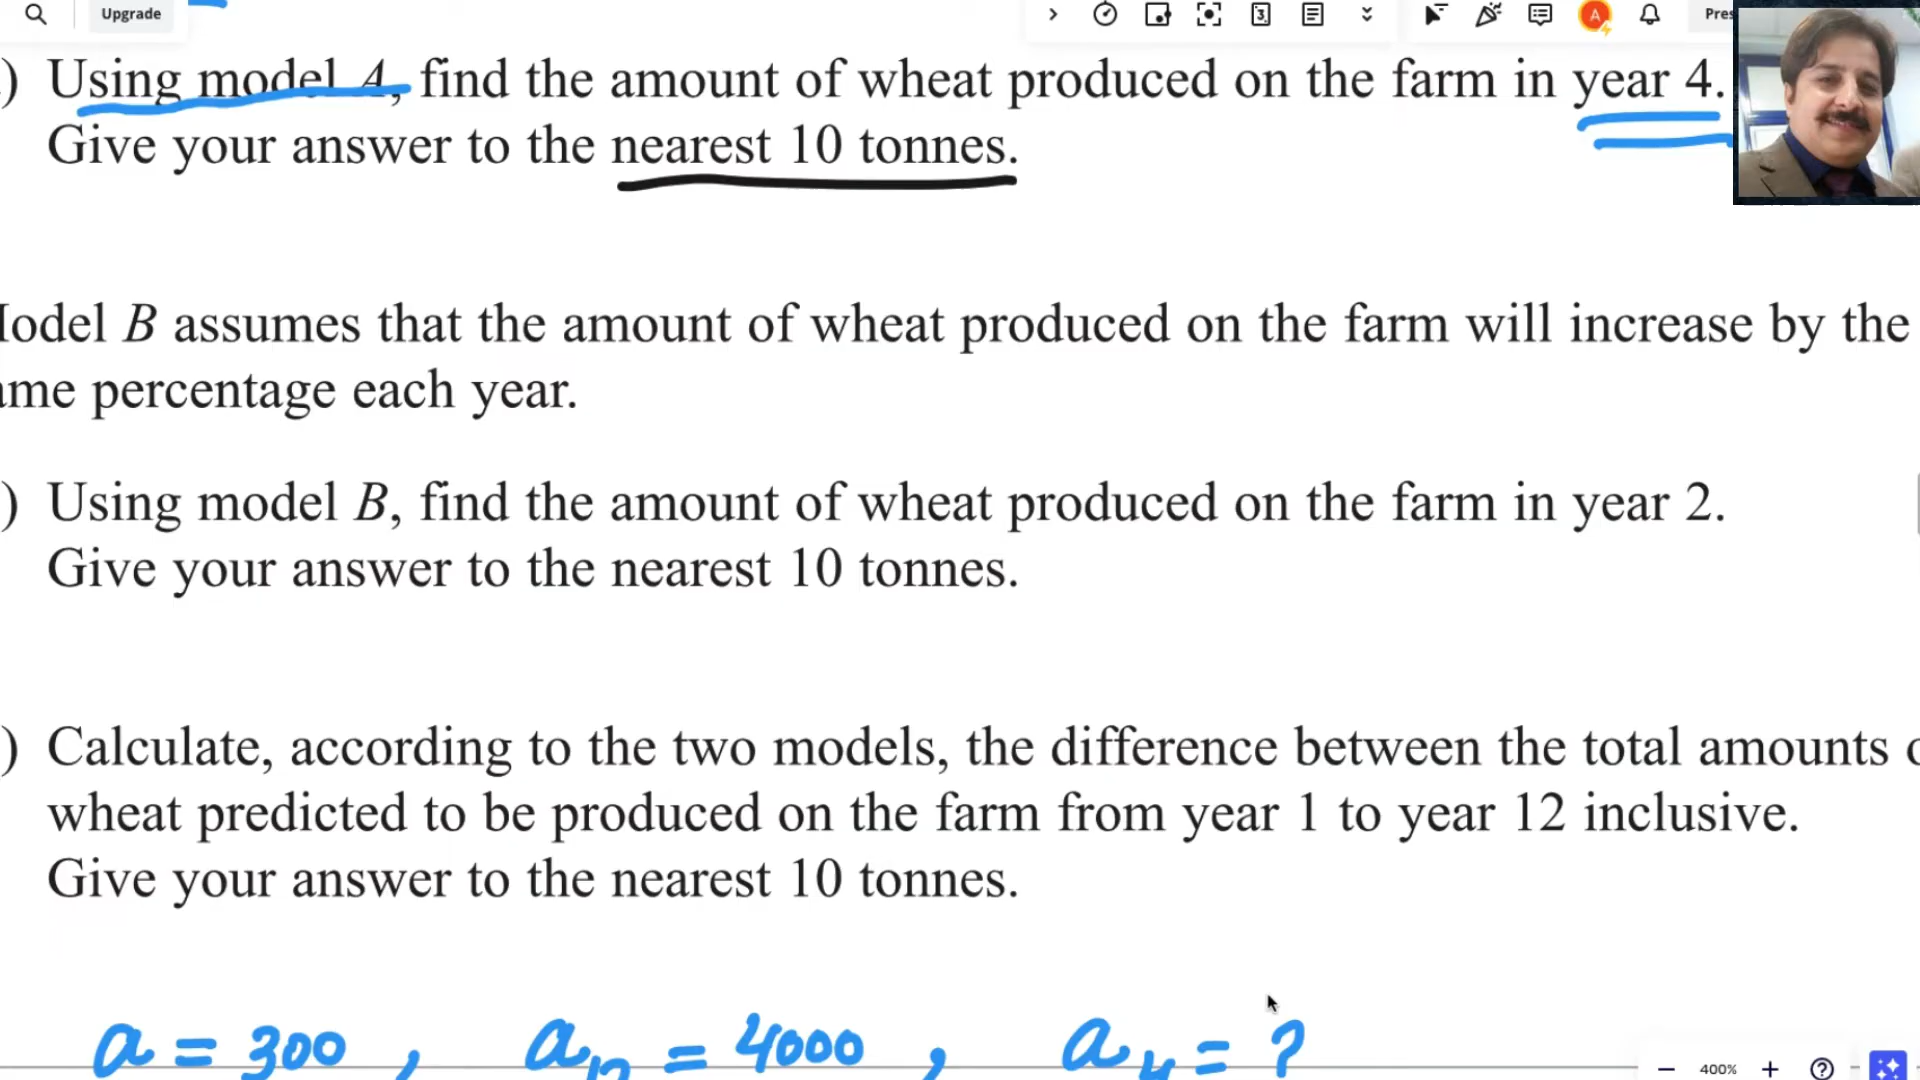 Upgrade
3
A
Pres
) Using model A, find the amount of wheat produced on the farm in year 4.
Give your answer to the nearest 10 tonnes.
odel B assumes that the amount of wheat produced on the farm will increase by the
ame percentage each year.
) Using model B, find the amount of wheat produced on the farm in year 2.
Give your answer to the nearest 10 tonnes.
) Calculate, according to the two models, the difference between the total amounts o
wheat predicted to be produced on the farm from year 1 to year 12 inclusive.
Give your answer to the nearest 10 tonnes.
a = 300 , a12 = 4000 , a4 = ?
400%